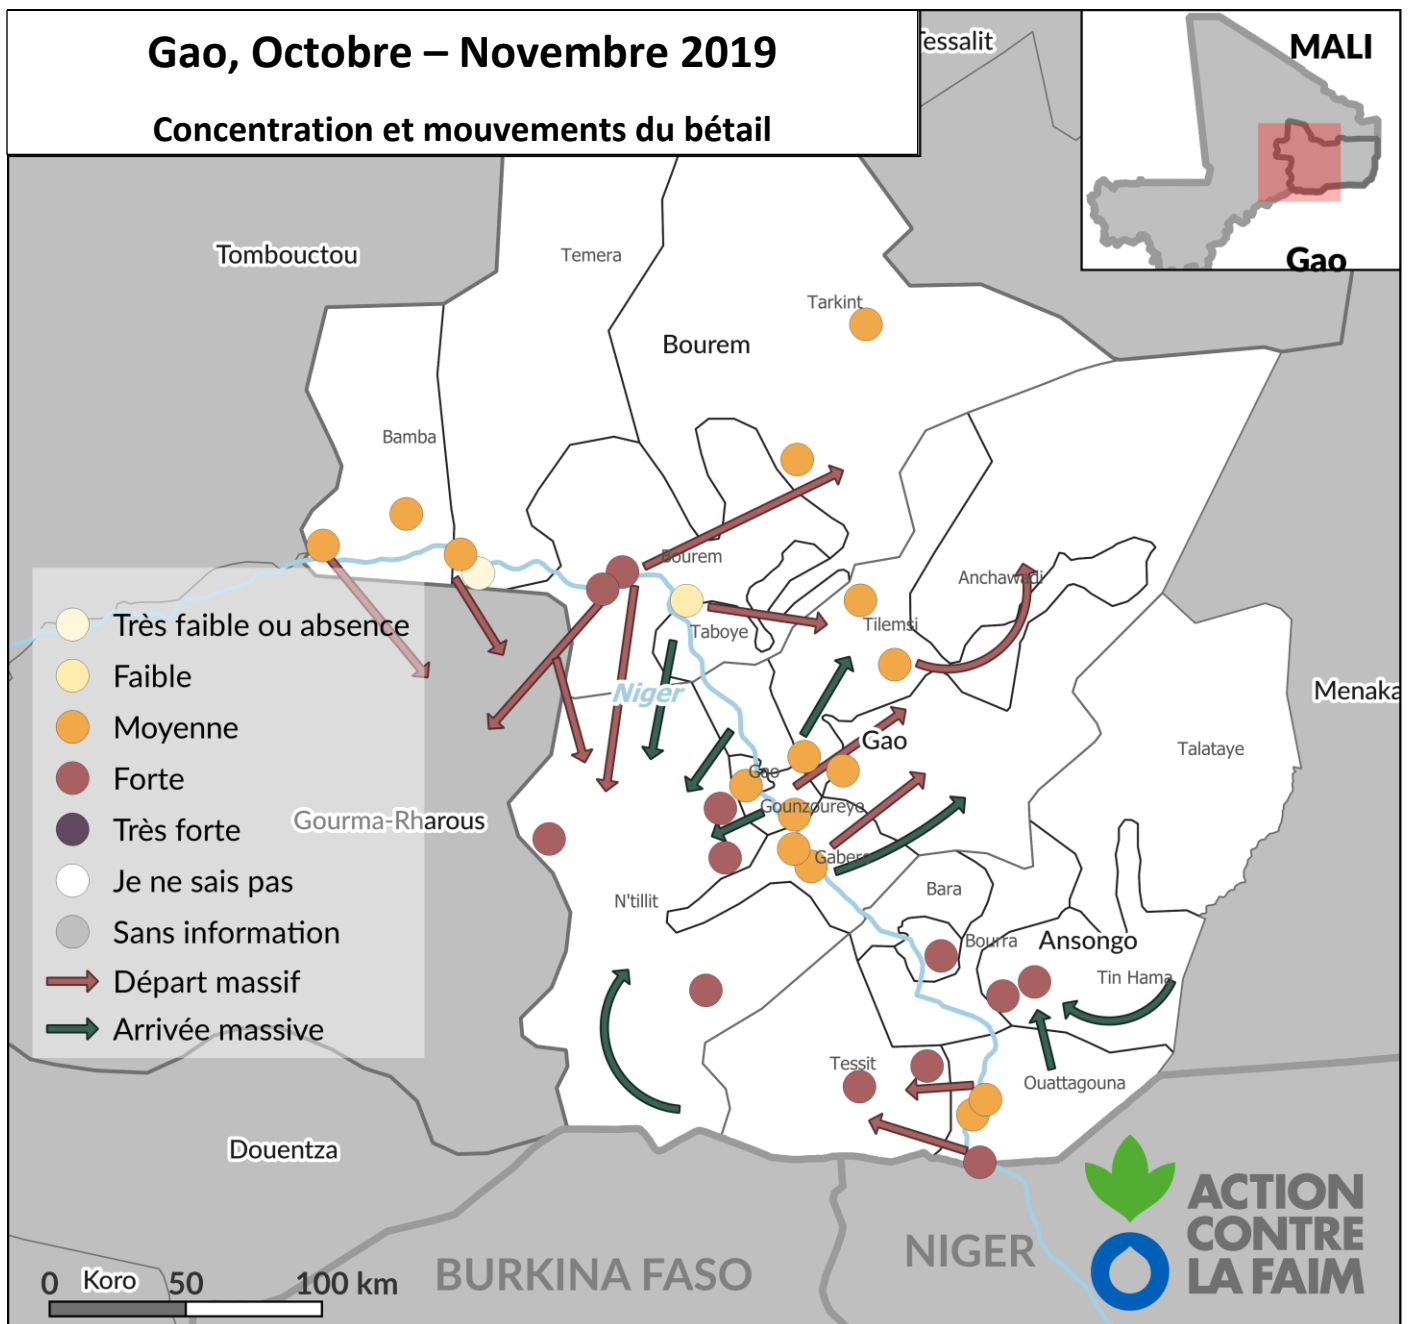 Gao, Octobre – Novembre 2019
Concentration et mouvements du bétail
Tessalit
MALI
Gao
Tombouctou
Temera
Tarkint
Bourem
Bamba
Bourem
Anchawadi
Tilemsi
Taboye
Niger
Menaka
Gao
Talataye
Gao
Gounzoureye
Gabero
Gourma-Rharous
N'tillit
Bara
Bourra
Ansongo
Tin Hama
Tessit
Ouattagouna
Douentza
Très faible ou absence
Faible
Moyenne
Forte
Très forte
Je ne sais pas
Sans information
Départ massif
Arrivée massive
BURKINA FASO
NIGER
Koro
0 50 100 km
ACTION
CONTRE
LA FAIM